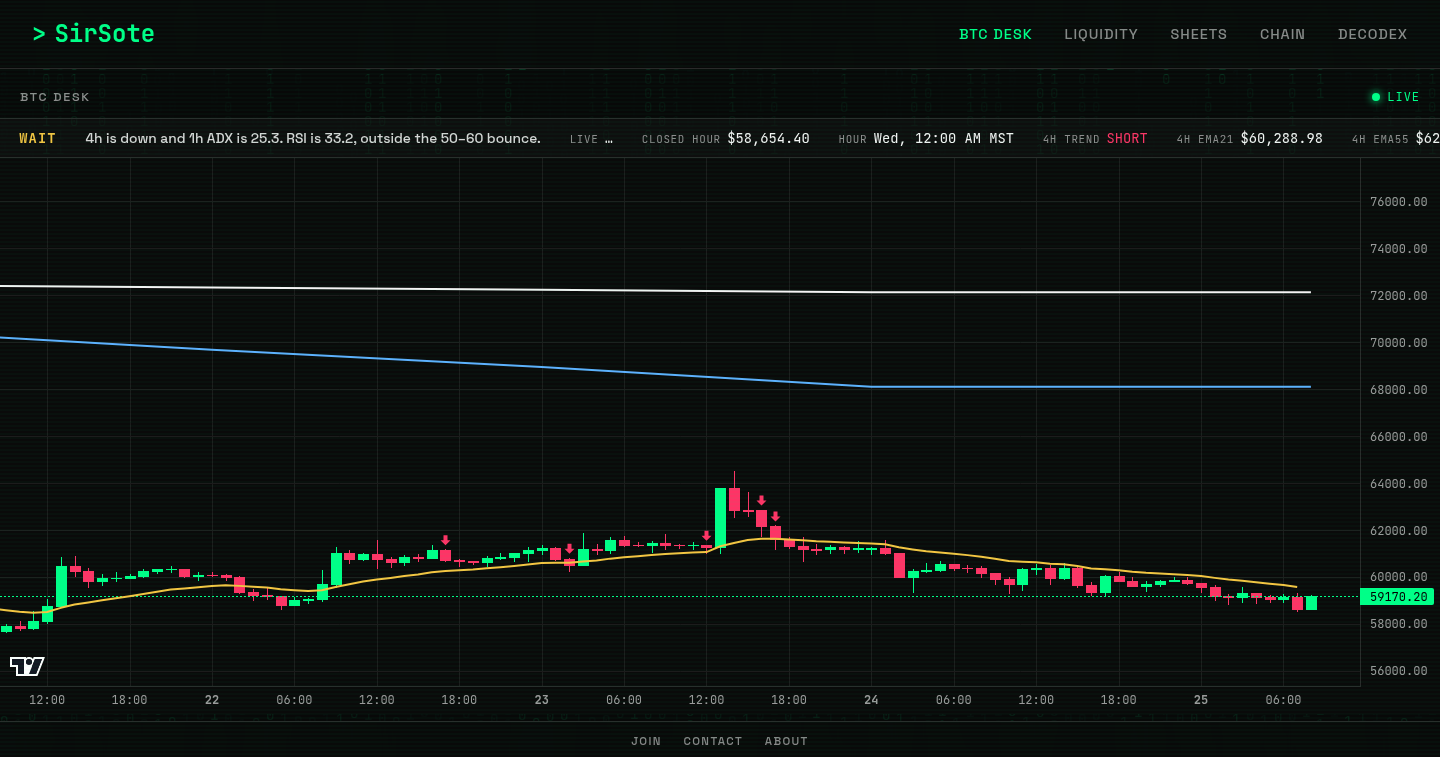 > SirSote
BTC DESK LIQUIDITY SHEETS CHAIN DECODEX
BTC DESK
LIVE
WAIT 4h is down and 1h ADX is 25.3. RSI is 33.2, outside the 50–60 bounce. LIVE … CLOSED HOUR $58,654.40 HOUR Wed, 12:00 AM MST 4H TREND SHORT 4H EMA21 $60,288.98 4H EMA55 $62
76000.00
74000.00
72000.00
70000.00
68000.00
66000.00
64000.00
62000.00
60000.00
59170.20
58000.00
56000.00
12:00 18:00 22 06:00 12:00 18:00 23 06:00 12:00 18:00 24 06:00 12:00 18:00 25 06:00
JOIN CONTACT ABOUT